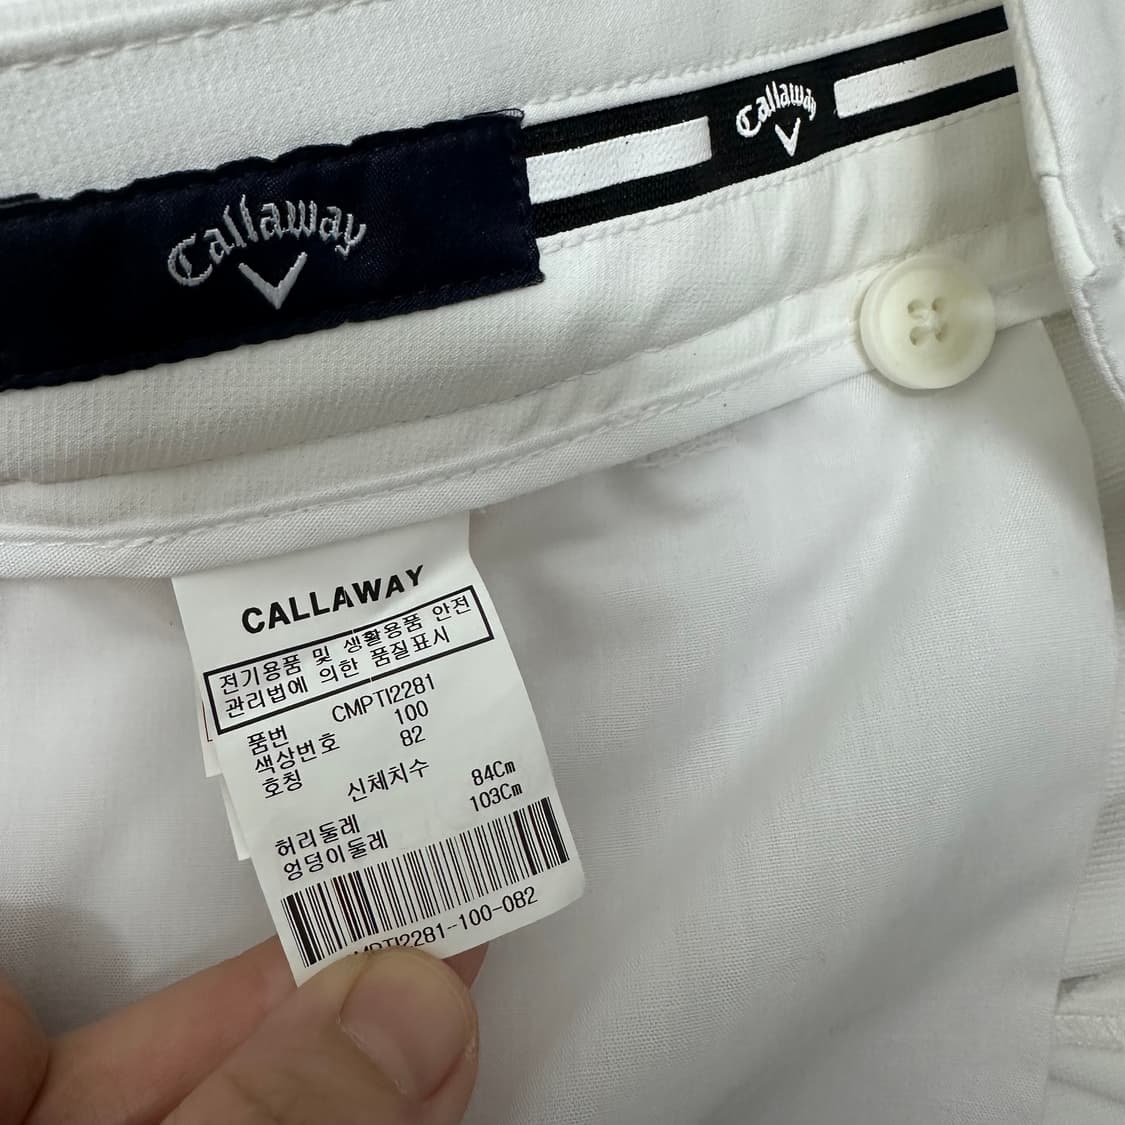 Callaway
Callaway
CALLAWAY
전기용품 및 생활용품 안전
관리법에 의한 품질표시
품번 CMPTI2281
색상번호 100
호칭 82
신체치수
허리둘레 84Cm
엉덩이둘레 103Cm
MPTI2281-100-082